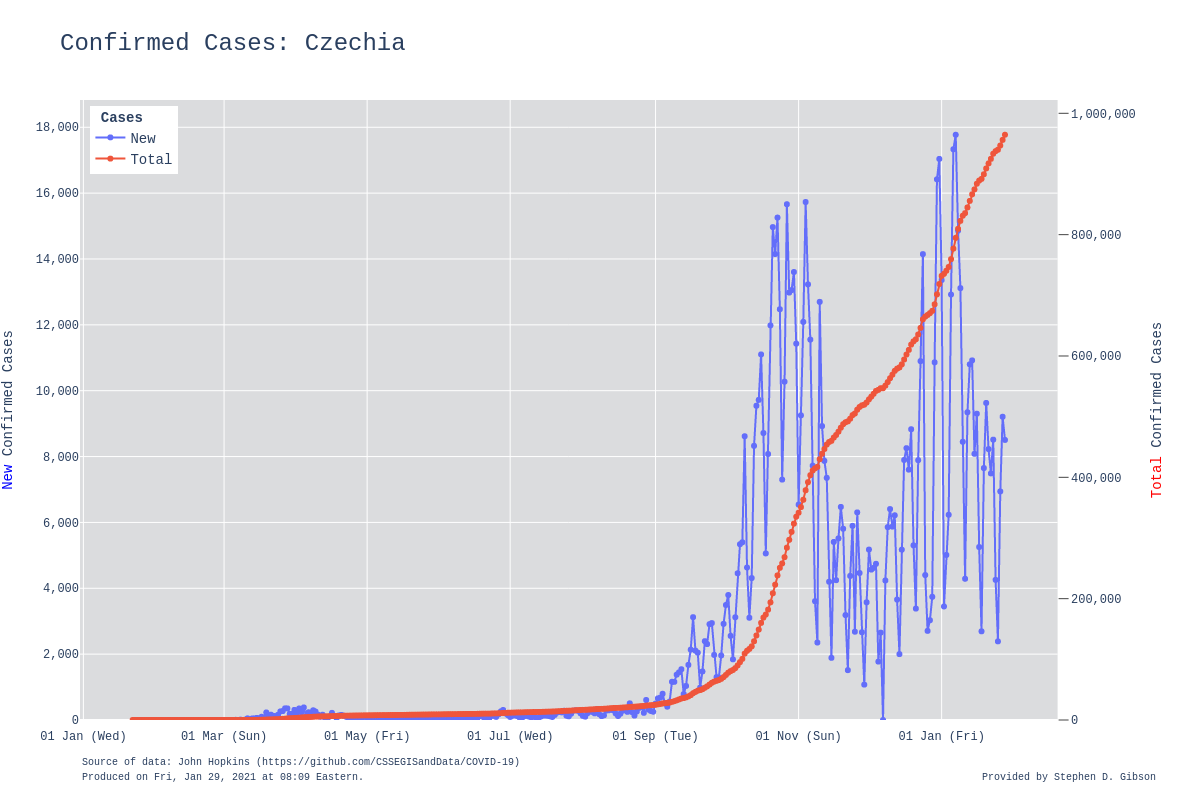 Confirmed Cases: Czechia
Cases
New
Total
18,000
16,000
14,000
12,000
10,000
8,000
6,000
4,000
2,000
0
New Confirmed Cases
1,000,000
800,000
600,000
400,000
200,000
0
Total Confirmed Cases
01 Jan (Wed) 01 Mar (Sun) 01 May (Fri) 01 Jul (Wed) 01 Sep (Tue) 01 Nov (Sun) 01 Jan (Fri)
Source of data: John Hopkins (https://github.com/CSSEGISandData/COVID-19)
Produced on Fri, Jan 29, 2021 at 08:09 Eastern.
Provided by Stephen D. Gibson